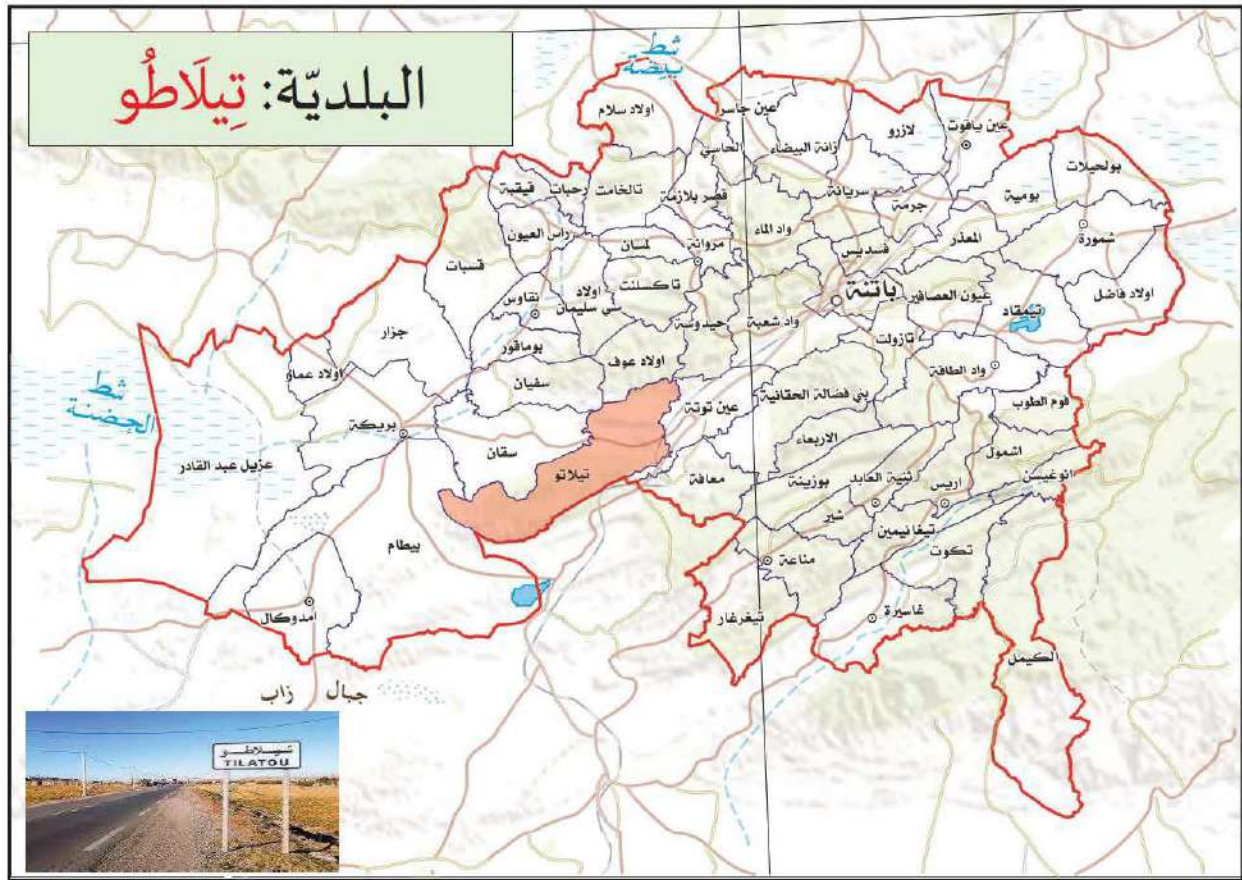 البلديّة: تِيلَاطُو
شط
بيضة
اولاد سلام
عين جاسر
الحاسي
زانة البيضاء
لازرو
عين ياقوت
بولحيلات
بومية
قيقبة
رحبات
تالخامت
قصر بلازمة
سريانة
جرمة
راس العيون
لمسان
مروانة
واد الماء
فسديس
المعذر
شمورة
قسبات
تاكسلنت
باتنة
عيون العصافير
اولاد فاضل
نقاوس
اولاد
سي سليمان
حيدوسة
واد شعبة
تيمقاد
جزار
بوماقور
تازولت
اولاد عوف
سفيان
واد الطاقة
اولاد عمار
شط
الحضنة
بني فضالة الحقانية
عين توتة
فوم الطوب
بريكة
سقان
الاربعاء
اشمول
عزيل عبد القادر
تيلاتو
معافة
بوزينة
ثنية العابد
اريس
انوغيسن
شير
تيغانيمين
بيطام
مناعة
تكوت
امدوكال
تيغرغار
غاسيرة
الكيمل
جبال زاب
تيلاطو
TILATOU